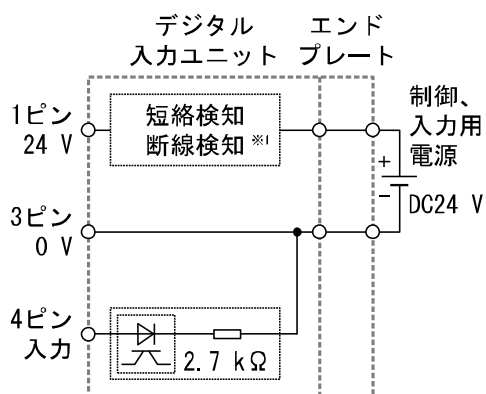 デジタル
入力ユニット
エンド
プレート
1ピン
24 V
短絡検知
断線検知 ※1
制御、
入力用
電源
+
-
DC24 V
3ピン
0 V
4ピン
入力
2.7 kΩ